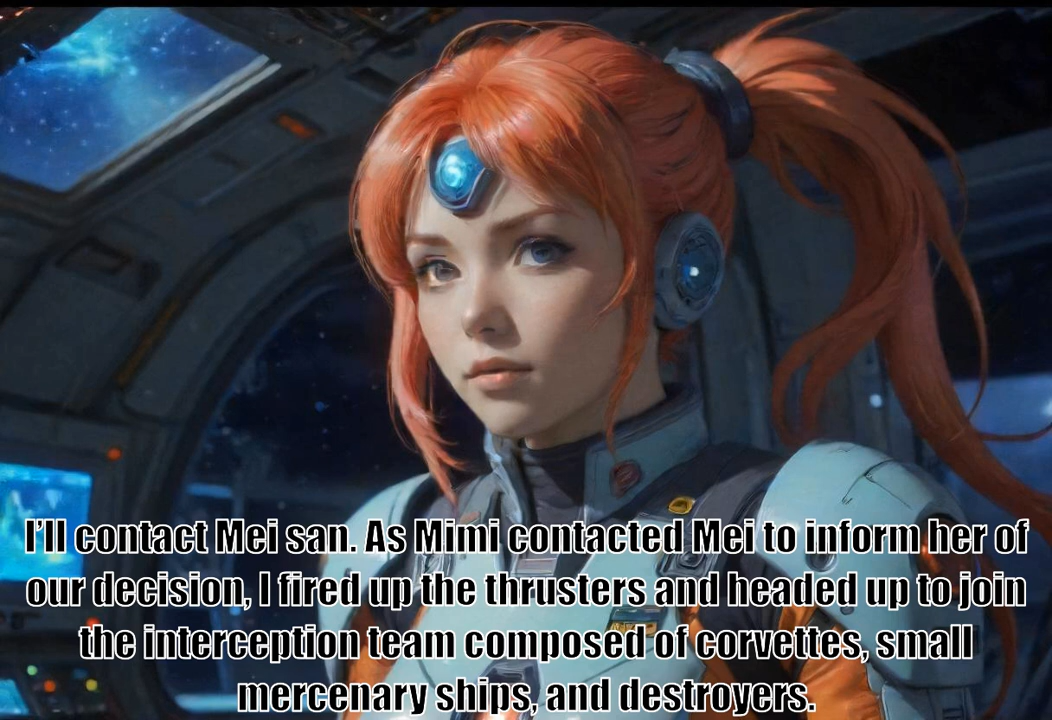 I'll contact Mei san. As Mimi contacted Mei to inform her of
our decision, I fired up the thrusters and headed up to join
the interception team composed of corvettes, small
mercenary ships, and destroyers.